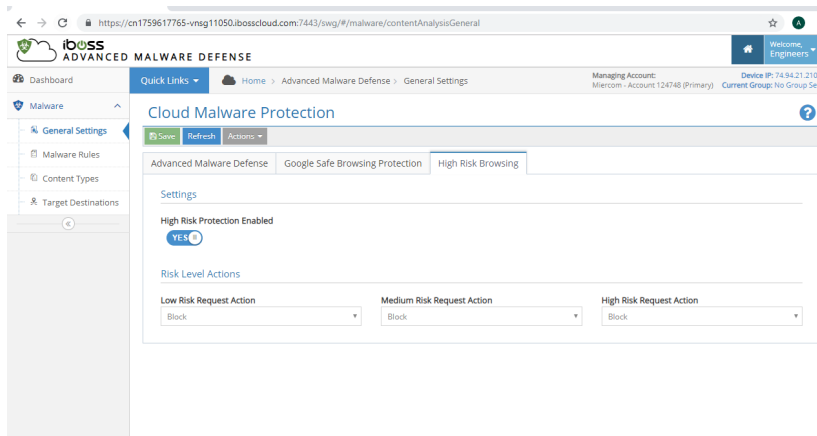 https://cn1759617765-vnsg11050.ibosscloud.com:7443/swg/#/malware/contentAnalysisGeneral
A
iboss
ADVANCED MALWARE DEFENSE
Welcome,
Engineers
Dashboard
Quick Links
Home > Advanced Malware Defense > General Settings
Managing Account:
Miercom - Account 124748 (Primary)
Device IP: 74.94.21.210
Current Group: No Group Se
Malware
General Settings
Malware Rules
Content Types
Target Destinations
Cloud Malware Protection
?
Save Refresh Actions
Advanced Malware Defense Google Safe Browsing Protection High Risk Browsing
Settings
High Risk Protection Enabled
YES
Risk Level Actions
Low Risk Request Action Medium Risk Request Action High Risk Request Action
Block Block Block